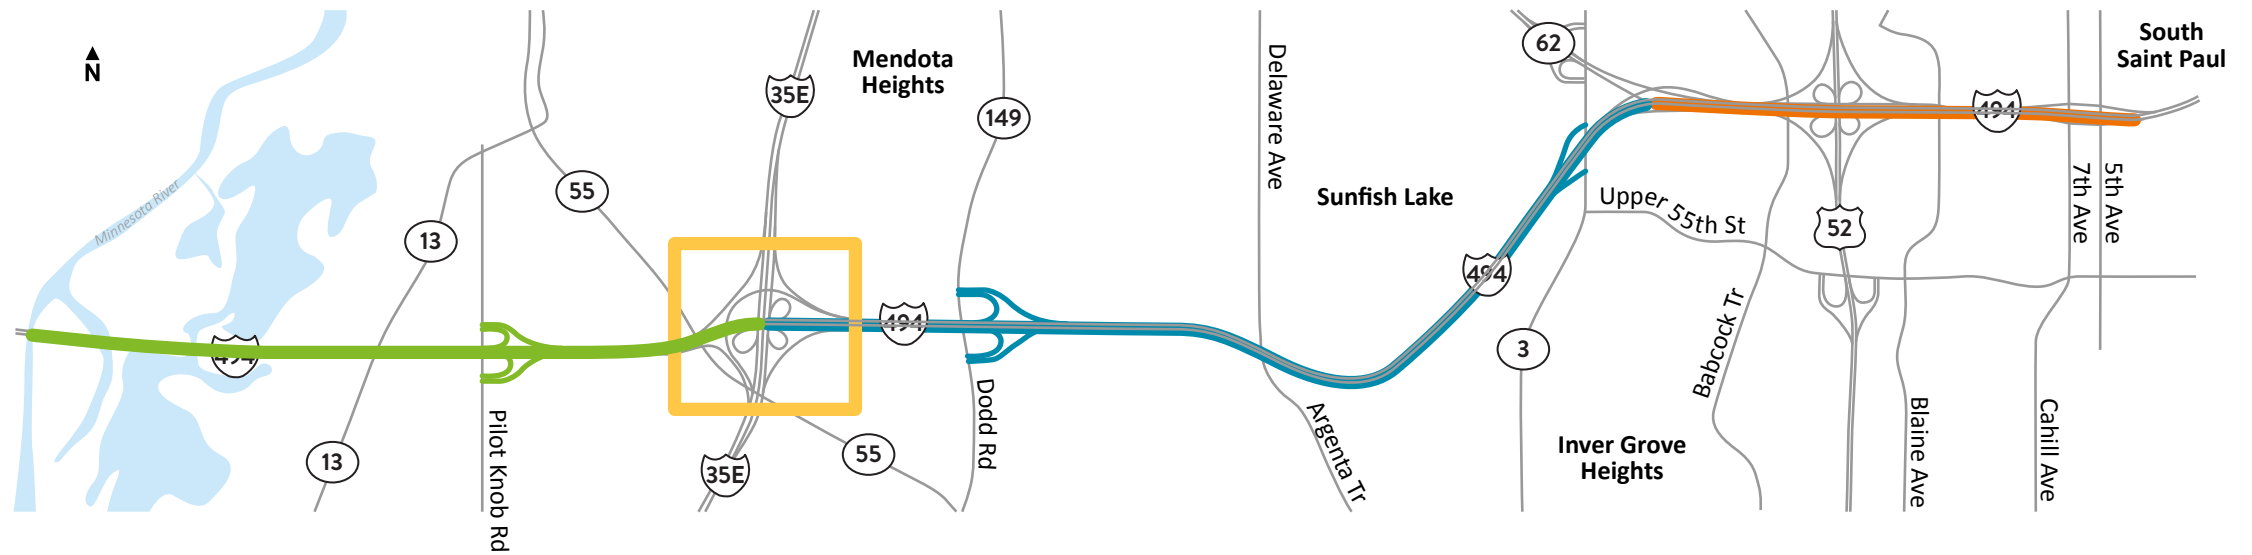 N
Minnesota River
Mendota
Heights
South
Saint Paul
Sunfish Lake
Inver Grove
Heights
35E
149
62
55
13
494
494
494
494
52
3
13
35E
55
Delaware Ave
Upper 55th St
7th Ave
5th Ave
Pilot Knob Rd
Dodd Rd
Argenta Tr
Babcock Tr
Blaine Ave
Cahill Ave